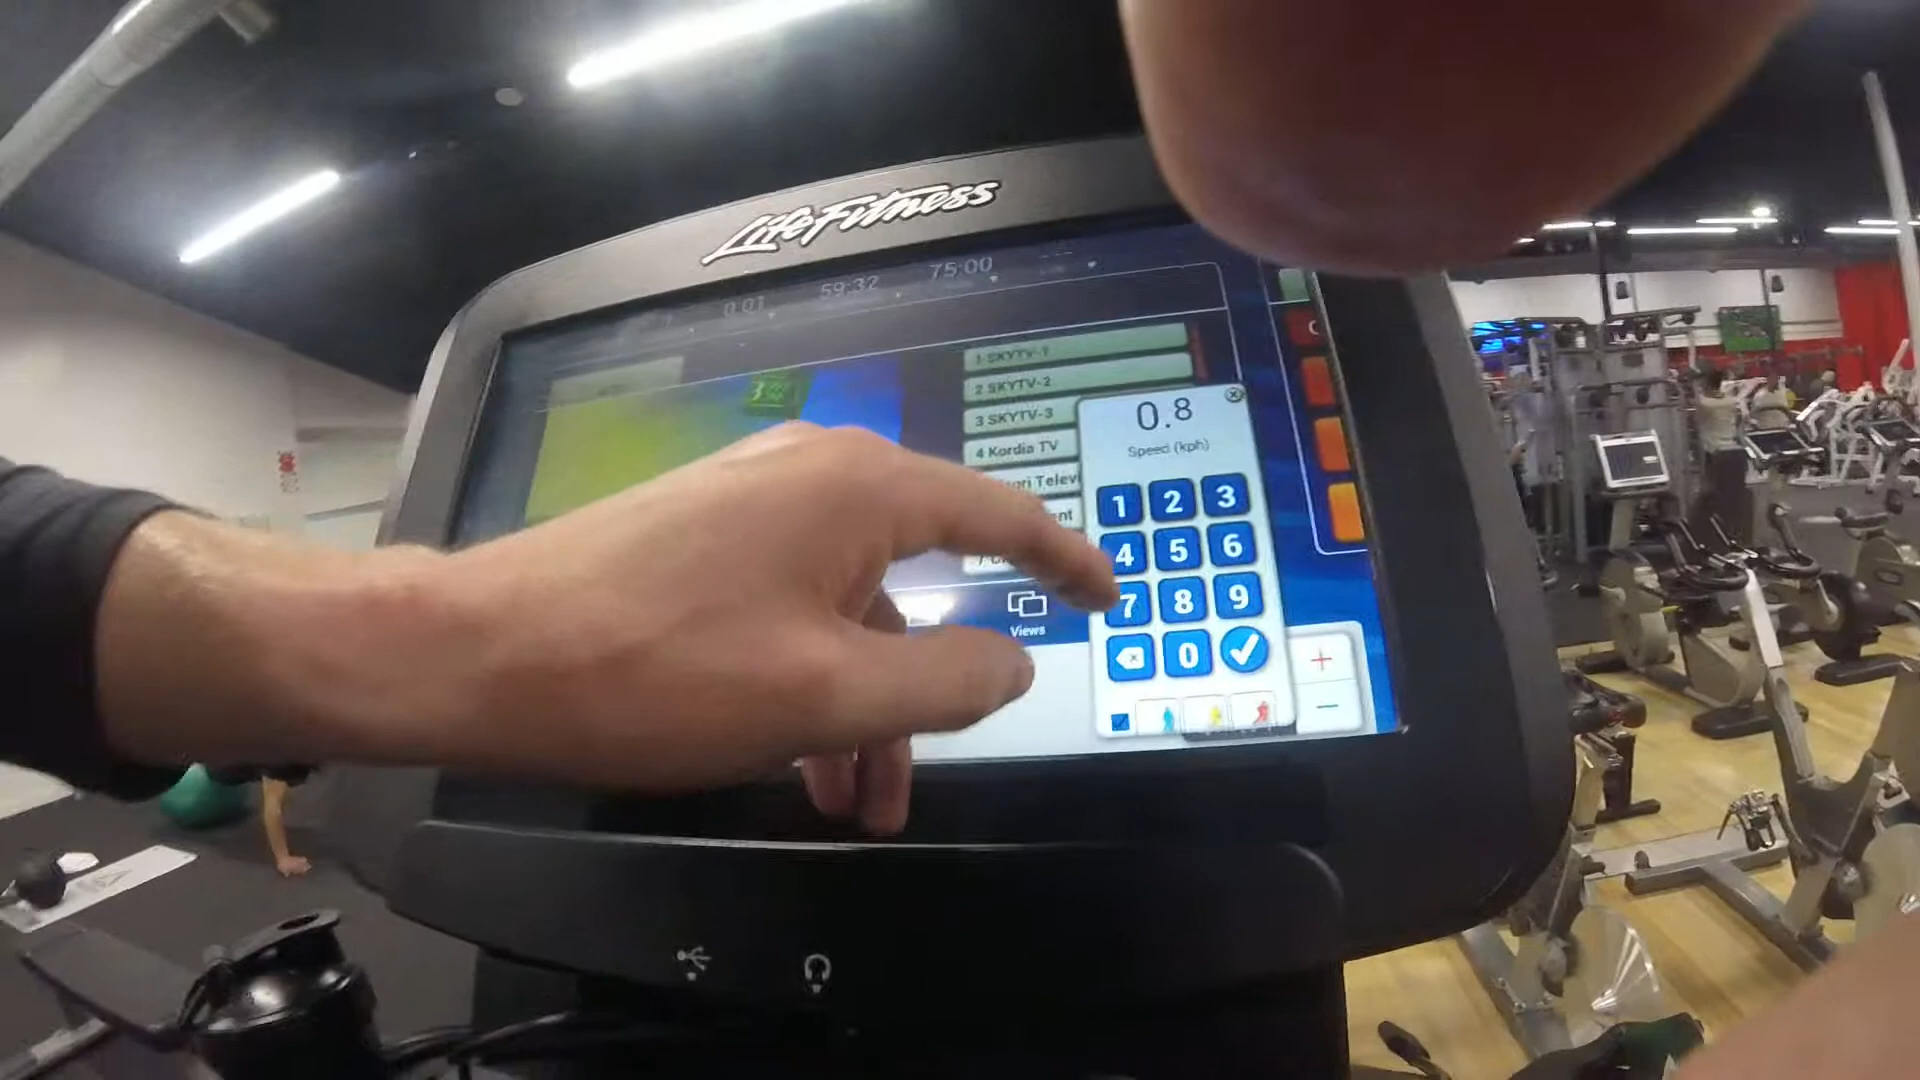 LifeFitness
0:01 59:32 75:00
1 SKYTV-1
2 SKYTV-2
3 SKYTV-3
4 Kordia TV
0.8
Speed (kph)
1 2 3
4 5 6
7 8 9
0
Views
+
−